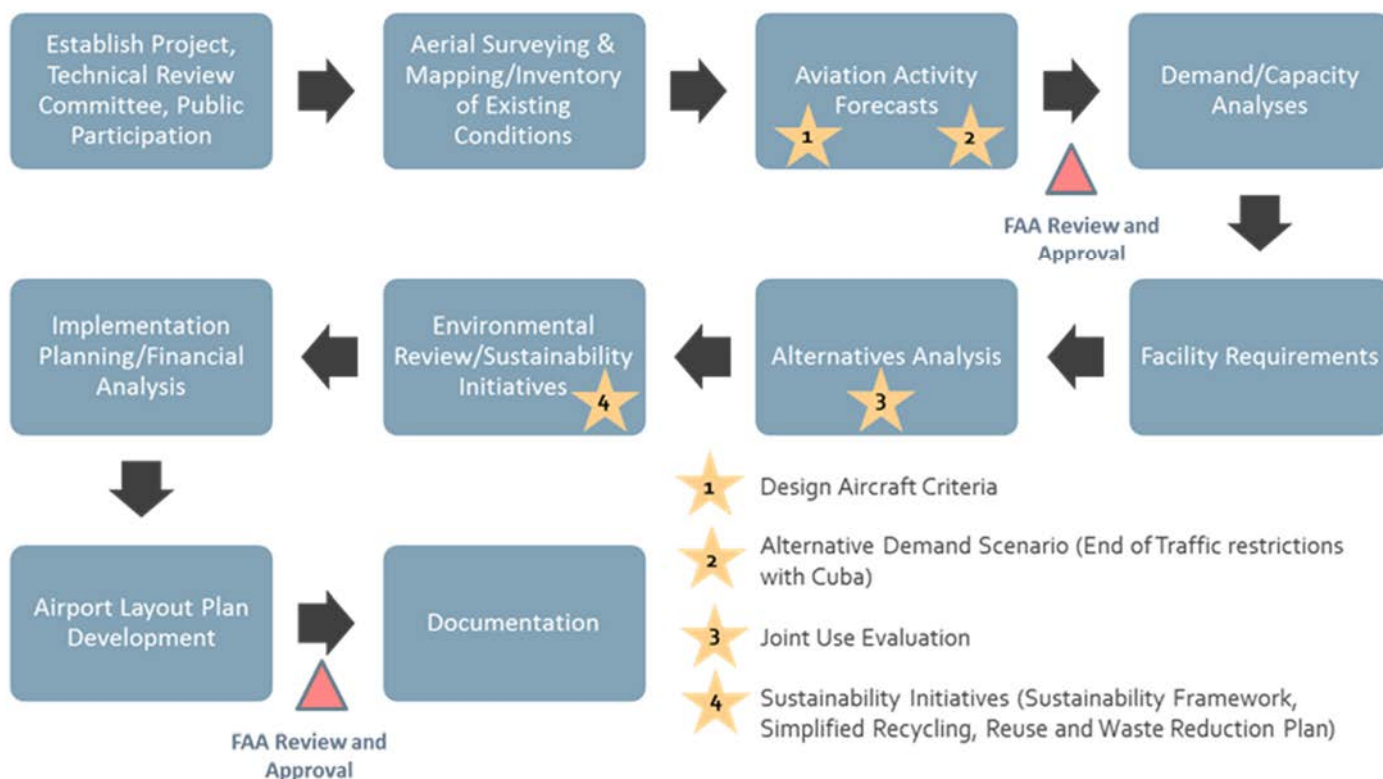 Establish Project,
Technical Review
Committee, Public
Participation
Aerial Surveying &
Mapping/Inventory
of Existing
Conditions
Aviation Activity
Forecasts
1
2
Demand/Capacity
Analyses
FAA Review and
Approval
Implementation
Planning/Financial
Analysis
Environmental
Review/Sustainability
Initiatives
4
Alternatives Analysis
3
Facility Requirements
Airport Layout Plan
Development
Documentation
FAA Review and
Approval
1 Design Aircraft Criteria
2 Alternative Demand Scenario (End of Traffic restrictions
with Cuba)
3 Joint Use Evaluation
4 Sustainability Initiatives (Sustainability Framework,
Simplified Recycling, Reuse and Waste Reduction Plan)